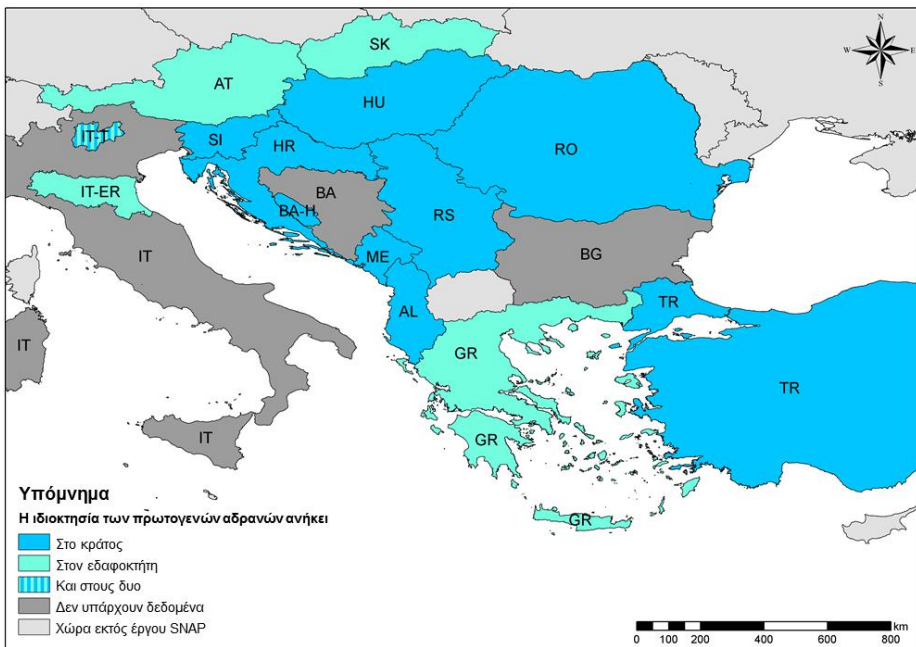 N
W E
S
SK
AT
HU
IT-T
SI
HR
RO
IT-ER
BA
BA-H
RS
IT
ME
BG
AL
TR
IT
GR
TR
IT
GR
GR
Υπόμνημα
Η ιδιοκτησία των πρωτογενών αδρανών ανήκει
Στο κράτος
Στον εδαφοκτήτη
Και στους δυο
Δεν υπάρχουν δεδομένα
Χώρα εκτός έργου SNAP
km
0 100 200 400 600 800